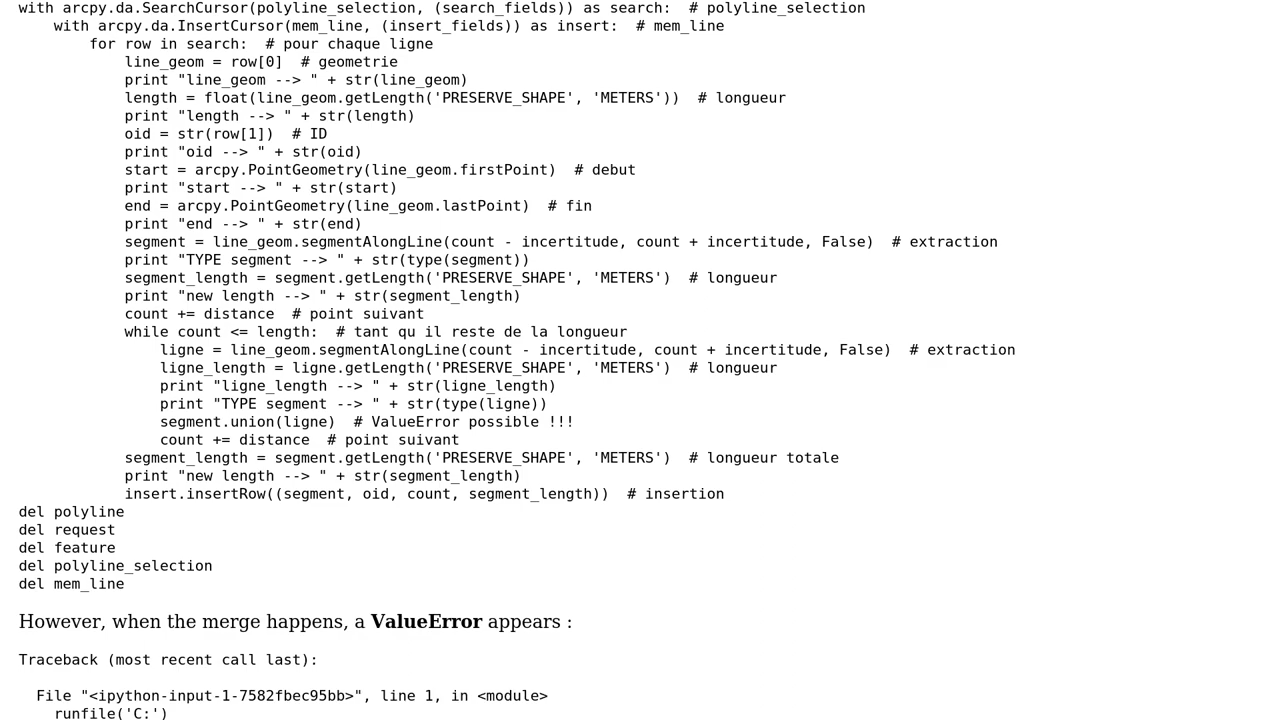 with arcpy.da.SearchCursor(polyline_selection, (search_fields)) as search:  # polyline_selection
    with arcpy.da.InsertCursor(mem_line, (insert_fields)) as insert:  # mem_line
        for row in search:  # pour chaque ligne
            line_geom = row[0]  # geometrie
            print "line_geom --> " + str(line_geom)
            length = float(line_geom.getLength('PRESERVE_SHAPE', 'METERS'))  # longueur
            print "length --> " + str(length)
            oid = str(row[1])  # ID
            print "oid --> " + str(oid)
            start = arcpy.PointGeometry(line_geom.firstPoint)  # debut
            print "start --> " + str(start)
            end = arcpy.PointGeometry(line_geom.lastPoint)  # fin
            print "end --> " + str(end)
            segment = line_geom.segmentAlongLine(count - incertitude, count + incertitude, False)  # extraction
            print "TYPE segment --> " + str(type(segment))
            segment_length = segment.getLength('PRESERVE_SHAPE', 'METERS')  # longueur
            print "new length --> " + str(segment_length)
            count += distance  # point suivant
            while count <= length:  # tant qu il reste de la longueur
                ligne = line_geom.segmentAlongLine(count - incertitude, count + incertitude, False)  # extraction
                ligne_length = ligne.getLength('PRESERVE_SHAPE', 'METERS')  # longueur
                print "ligne_length --> " + str(ligne_length)
                print "TYPE segment --> " + str(type(ligne))
                segment.union(ligne)  # ValueError possible !!!
                count += distance  # point suivant
            segment_length = segment.getLength('PRESERVE_SHAPE', 'METERS')  # longueur totale
            print "new length --> " + str(segment_length)
            insert.insertRow((segment, oid, count, segment_length))  # insertion
del polyline
del request
del feature
del polyline_selection
del mem_line
However, when the merge happens, a ValueError appears :
Traceback (most recent call last):
  File "<ipython-input-1-7582fbec95bb>", line 1, in <module>
    runfile('C:')